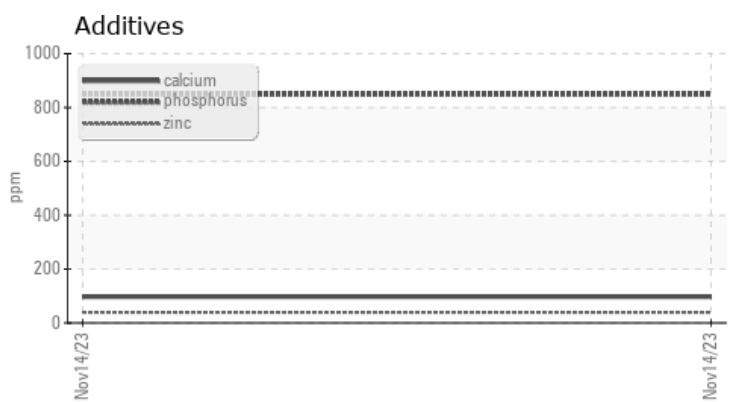 Additives
1000
calcium
phosphorus
zinc
800
600
400
200
0
ppm
Nov14/23
Nov14/23